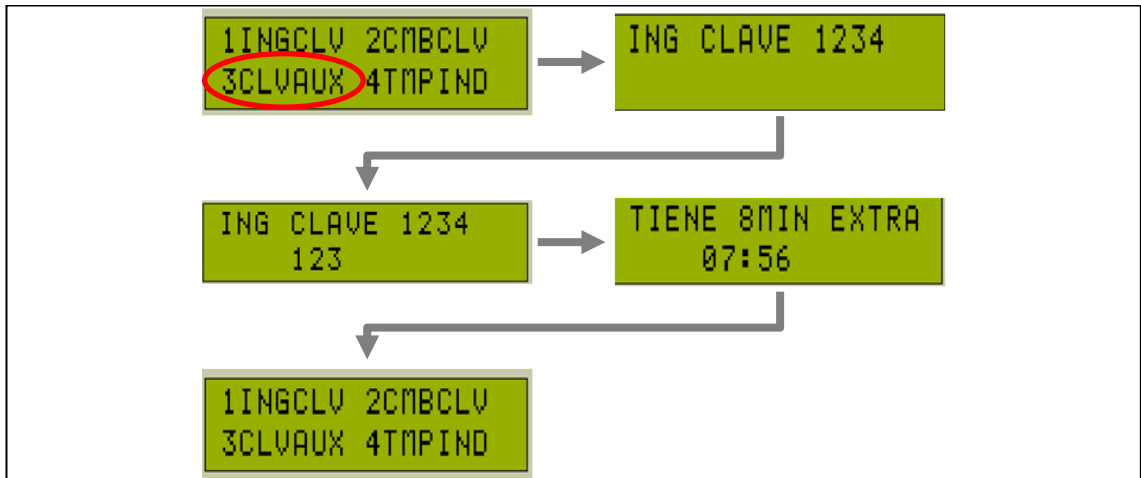 1INGCLV 2CMBCLV
3CLVAUX 4TMPIND
ING CLAVE 1234
ING CLAVE 1234
123
TIENE 8MIN EXTRA
07:56
1INGCLV 2CMBCLV
3CLVAUX 4TMPIND